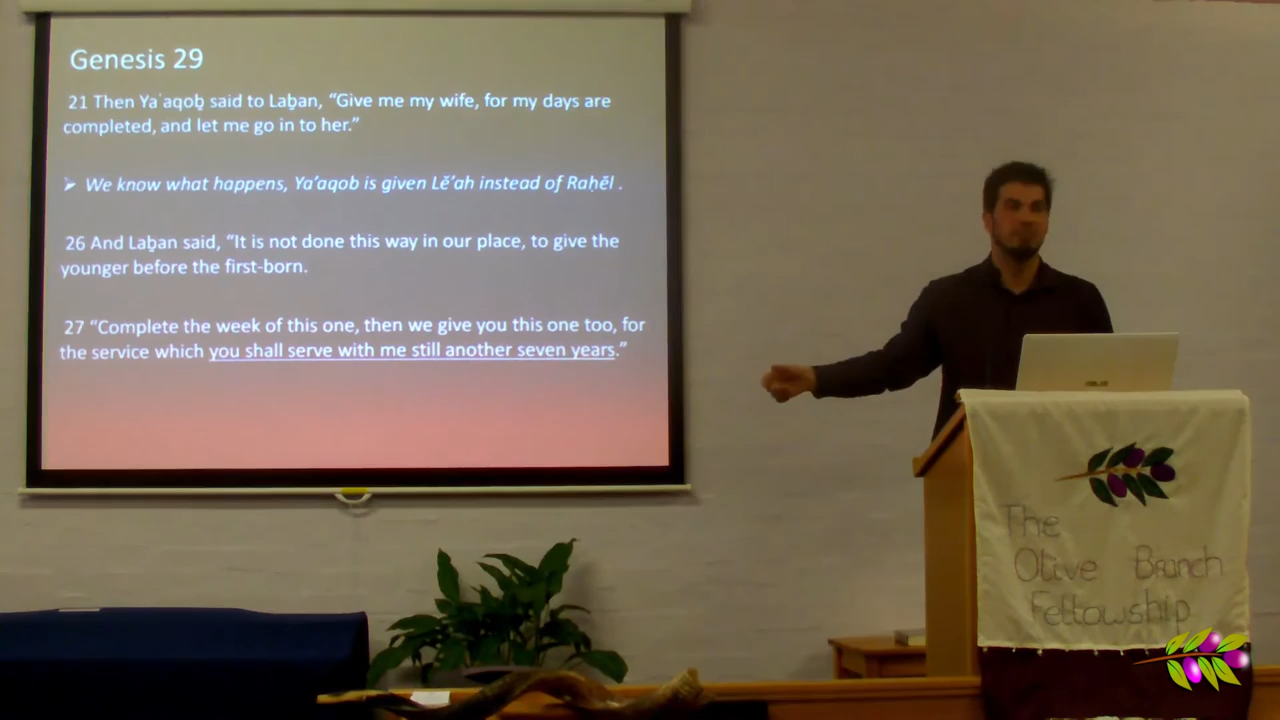 Genesis 29
21 Then Yaʽaqoḇ said to Laḇan, “Give me my wife, for my days are
completed, and let me go in to her.”
➤ We know what happens, Ya’aqob is given Lě’ah instead of Raḥěl .
26 And Laḇan said, “It is not done this way in our place, to give the
younger before the first-born.
27 “Complete the week of this one, then we give you this one too, for
the service which you shall serve with me still another seven years.”
The
Olive Branch
Fellowship